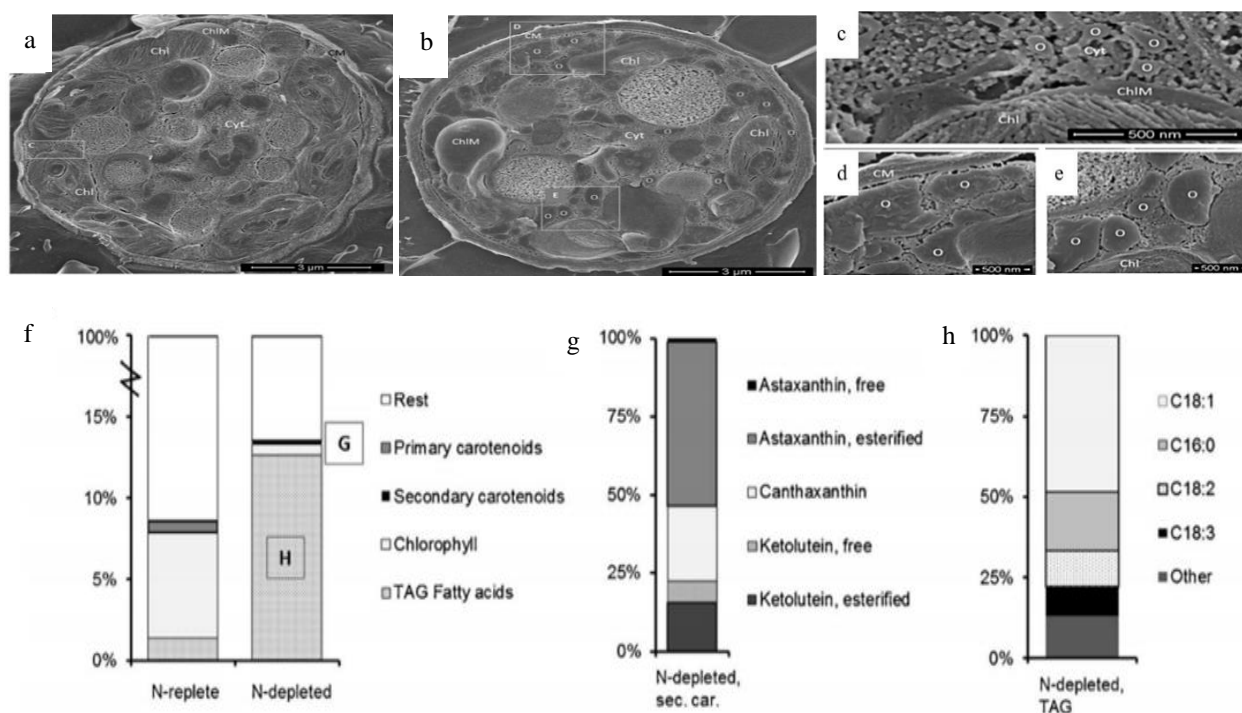 a
Chl
ChlM
CM
Cyt
C
Chl
3 µm
b
D
CM
O
O
O
Chl
O
O
Chl
O
ChlM
Cyt
O
E
O
O
O
3 µm
c
O
O
O
Cyt
O
ChlM
Chl
500 nm
d
CM
O
O
O
500 nm
e
O
O
O
O
Chl
500 nm
f
100%
15%
10%
5%
0%
G
H
N-replete
N-depleted
Rest
Primary carotenoids
Secondary carotenoids
Chlorophyll
TAG Fatty acids
g
100%
75%
50%
25%
0%
N-depleted,
sec. car.
Astaxanthin, free
Astaxanthin, esterified
Canthaxanthin
Ketolutein, free
Ketolutein, esterified
h
100%
75%
50%
25%
0%
N-depleted,
TAG
C18:1
C16:0
C18:2
C18:3
Other